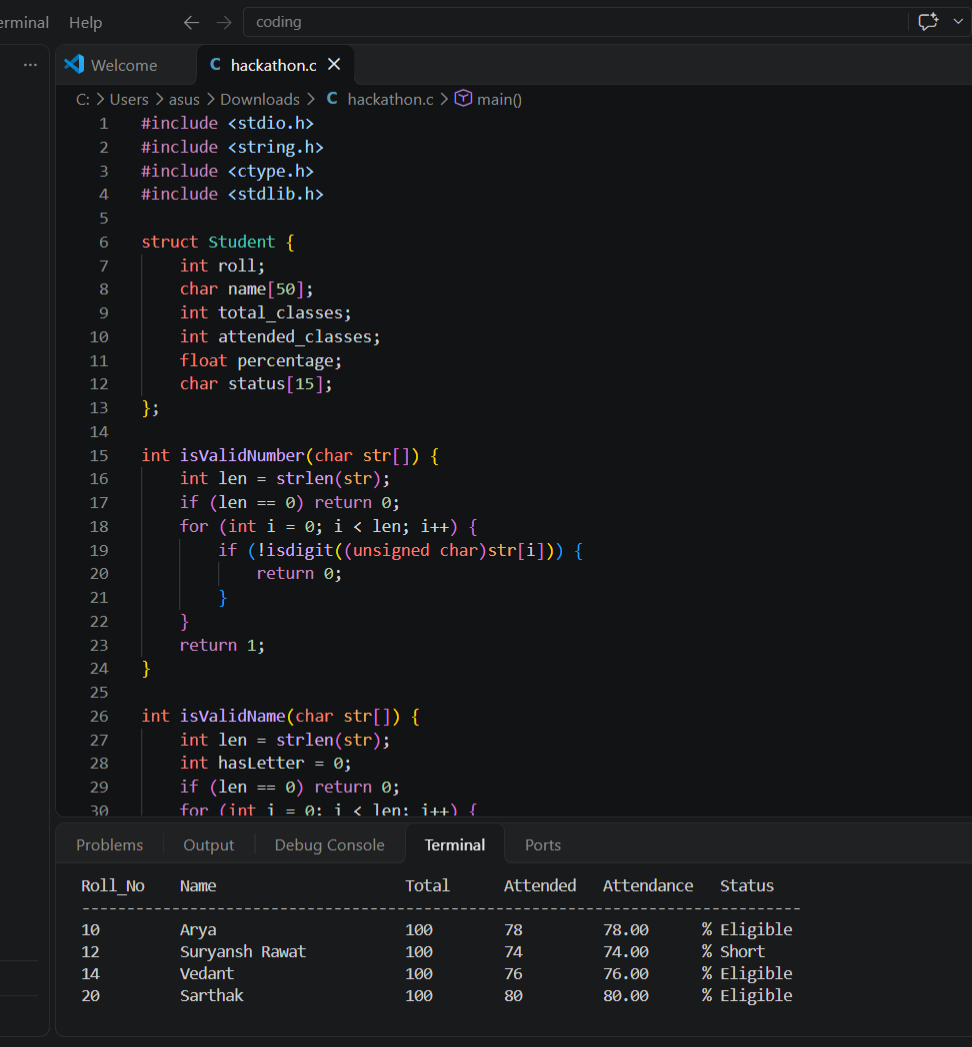 erminal Help coding
Welcome hackathon.c
C: > Users > asus > Downloads > C hackathon.c > main()
1 #include <stdio.h>
2 #include <string.h>
3 #include <ctype.h>
4 #include <stdlib.h>
5
6 struct Student {
7 int roll;
8 char name[50];
9 int total_classes;
10 int attended_classes;
11 float percentage;
12 char status[15];
13 };
14
15 int isValidNumber(char str[]) {
16 int len = strlen(str);
17 if (len == 0) return 0;
18 for (int i = 0; i < len; i++) {
19 if (!isdigit((unsigned char)str[i])) {
20 return 0;
21 }
22 }
23 return 1;
24 }
25
26 int isValidName(char str[]) {
27 int len = strlen(str);
28 int hasLetter = 0;
29 if (len == 0) return 0;
30 for (int i = 0; i < len; i++) {
Problems Output Debug Console Terminal Ports
Roll_No Name Total Attended Attendance Status
--------------------------------------------------------------------------------
10 Arya 100 78 78.00 % Eligible
12 Suryansh Rawat 100 74 74.00 % Short
14 Vedant 100 76 76.00 % Eligible
20 Sarthak 100 80 80.00 % Eligible